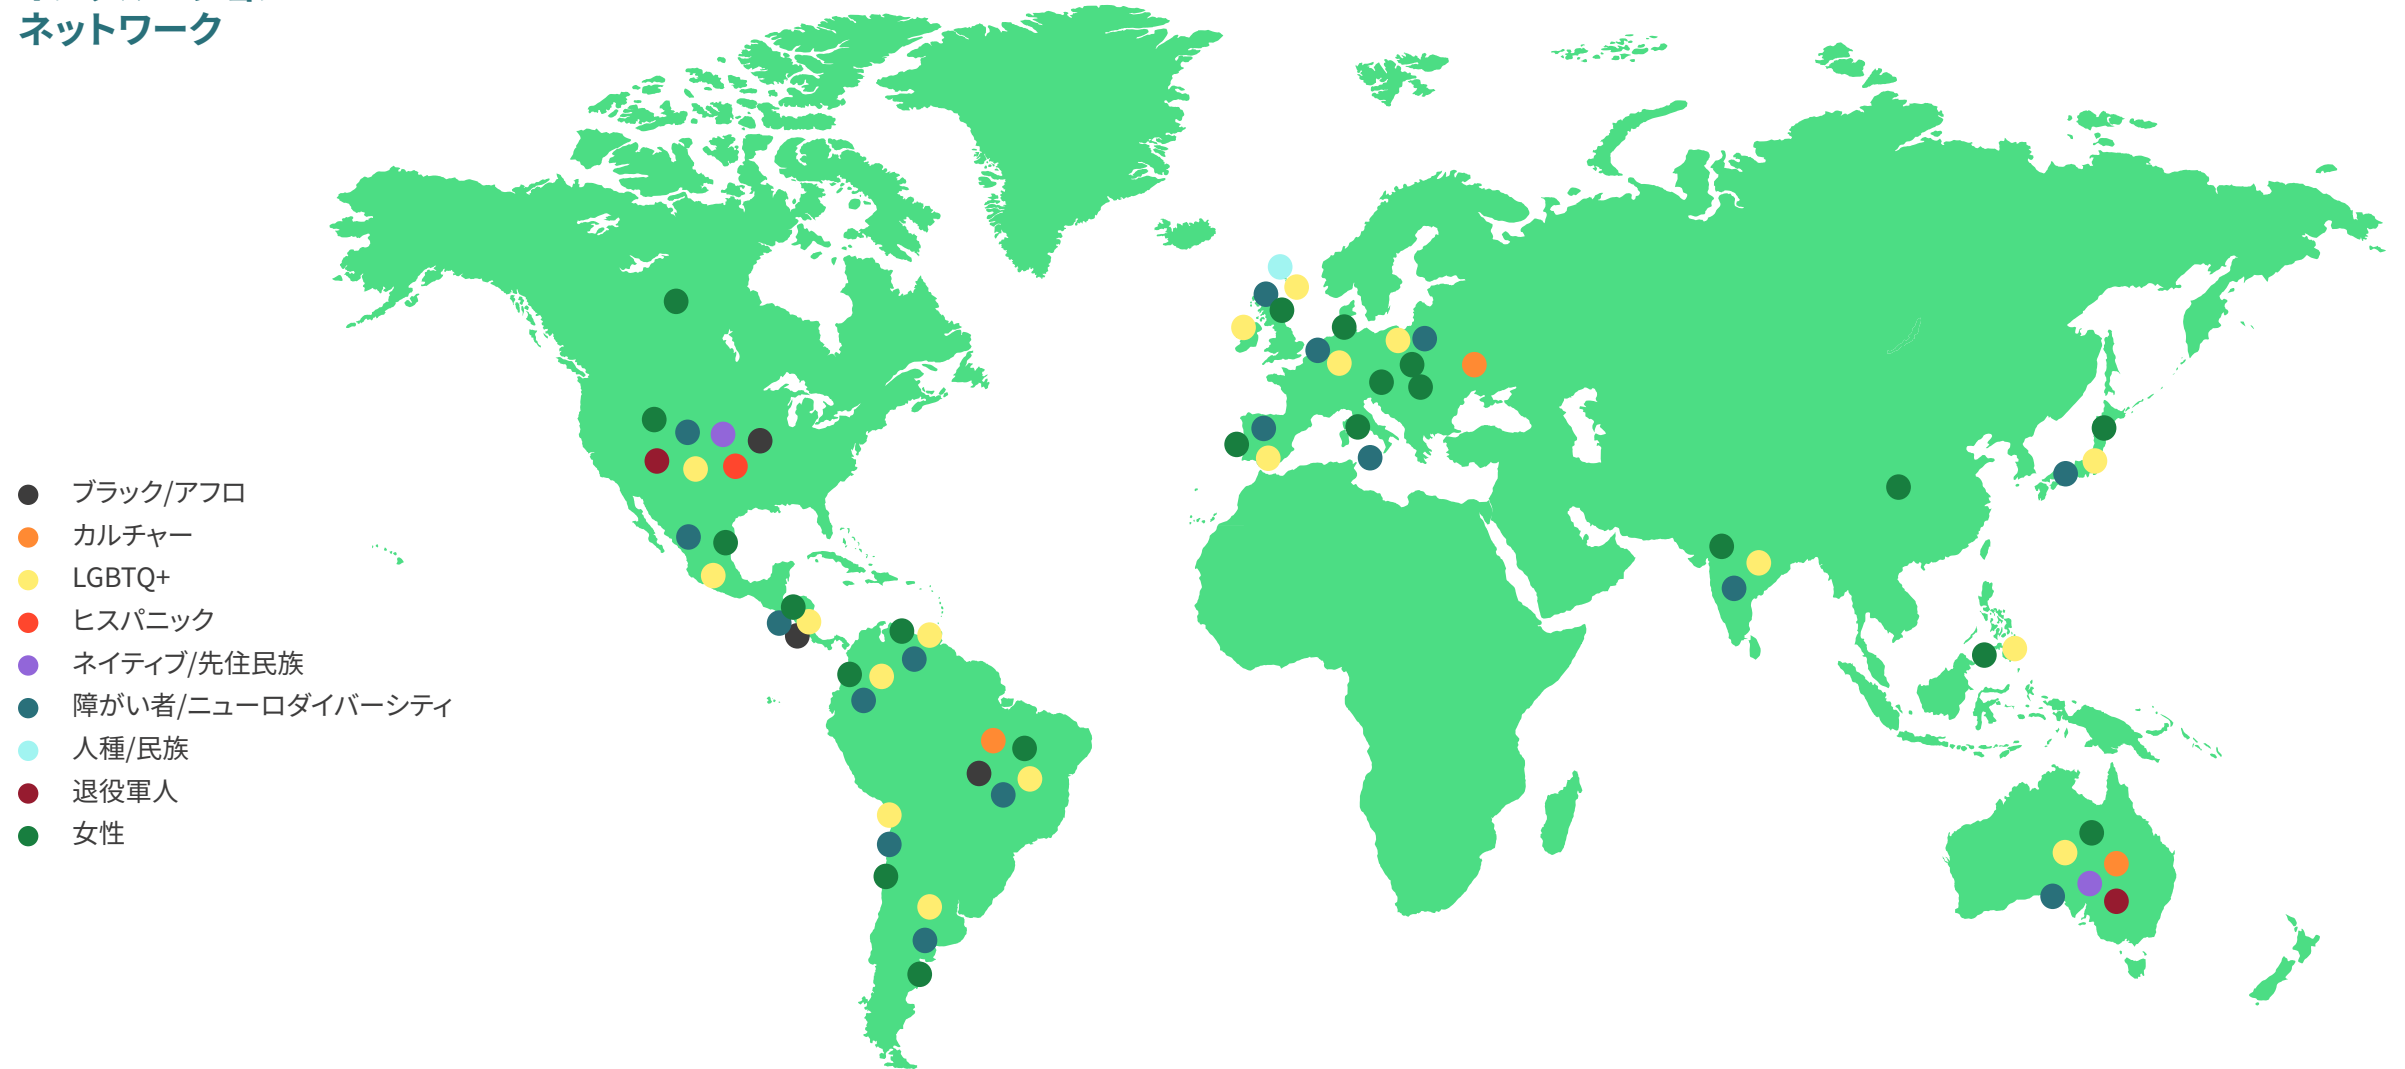 ネットワーク
ブラック/アフロ
カルチャー
LGBTQ+
ヒスパニック
ネイティブ/先住民族
障がい者/ニューロダイバーシティ
人種/民族
退役軍人
女性